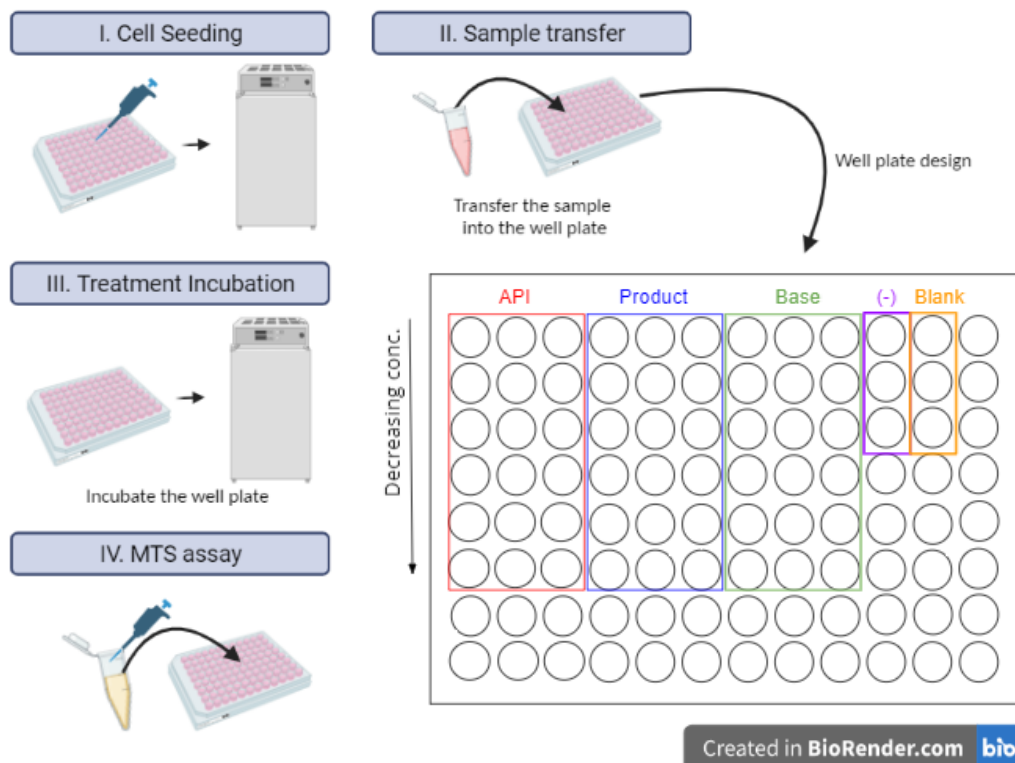 I. Cell Seeding
II. Sample transfer
Transfer the sample
into the well plate
Well plate design
III. Treatment Incubation
Incubate the well plate
IV. MTS assay
API
Product
Base
(-)
Blank
Decreasing conc.
Created in BioRender.com
bio